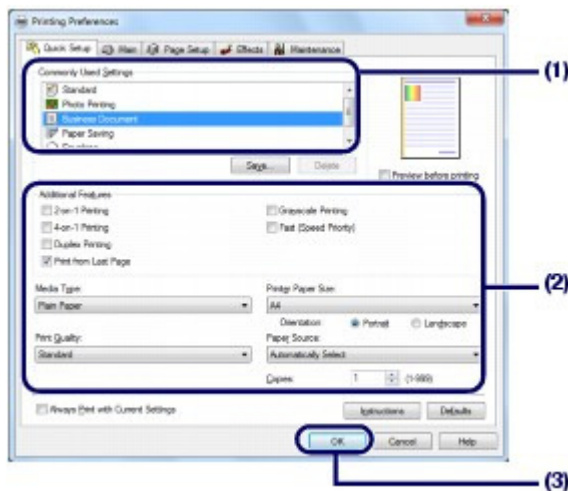 Printing Preferences
Quick Setup Main Page Setup Effects Maintenance
Commonly Used Settings
(1)
Standard
Photo Printing
Business Document
Paper Saving
Envelope
Save... Delete
Preview before printing
Additional Features
2-on-1 Printing Grayscale Printing
4-on-1 Printing Fast (Speed Priority)
Duplex Printing
Print from Last Page
(2)
Media Type: Printer Paper Size:
Plain Paper A4
Orientation: Portrait Landscape
Print Quality: Paper Source:
Standard Automatically Select
Copies: 1 (1-999)
Always Print with Current Settings Instructions Defaults
OK Cancel Help
(3)